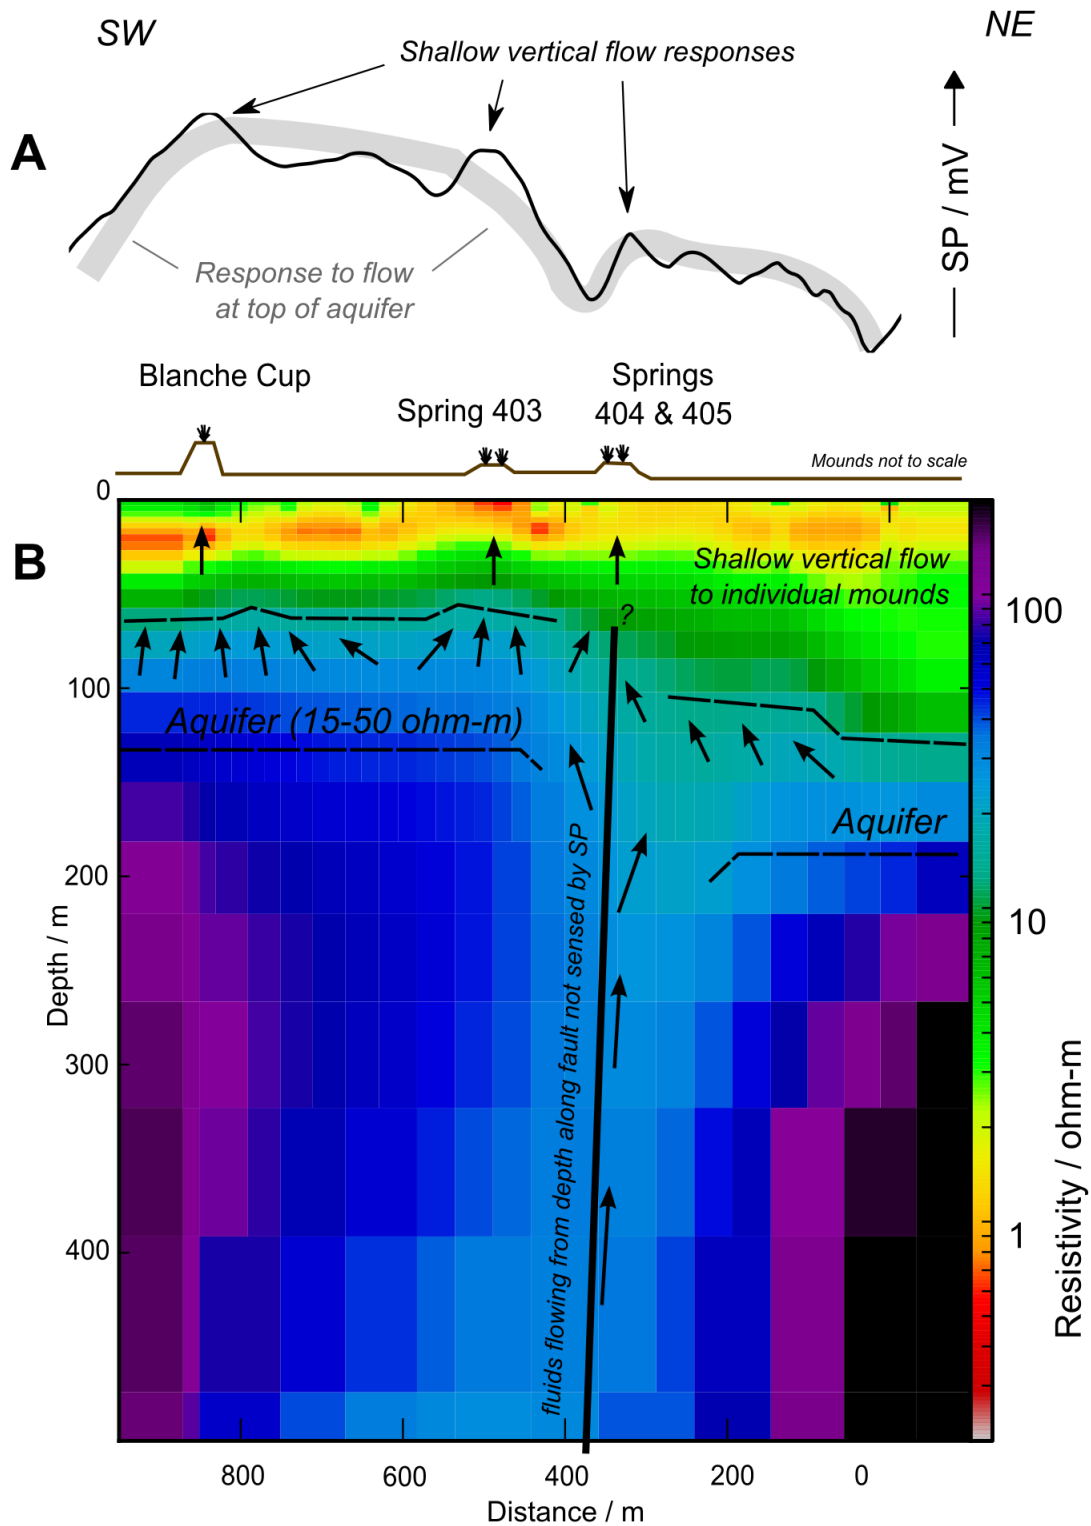 SW
NE
Shallow vertical flow responses
A
SP / mV
Response to flow
at top of aquifer
Blanche Cup
Spring 403
Springs
404 & 405
Mounds not to scale
0
B
Shallow vertical flow
to individual mounds
?
100
Aquifer (15-50 ohm-m)
Aquifer
200
300
400
Depth / m
fluids flowing from depth along fault not sensed by SP
100
10
1
Resistivity / ohm-m
800
600
400
200
0
Distance / m